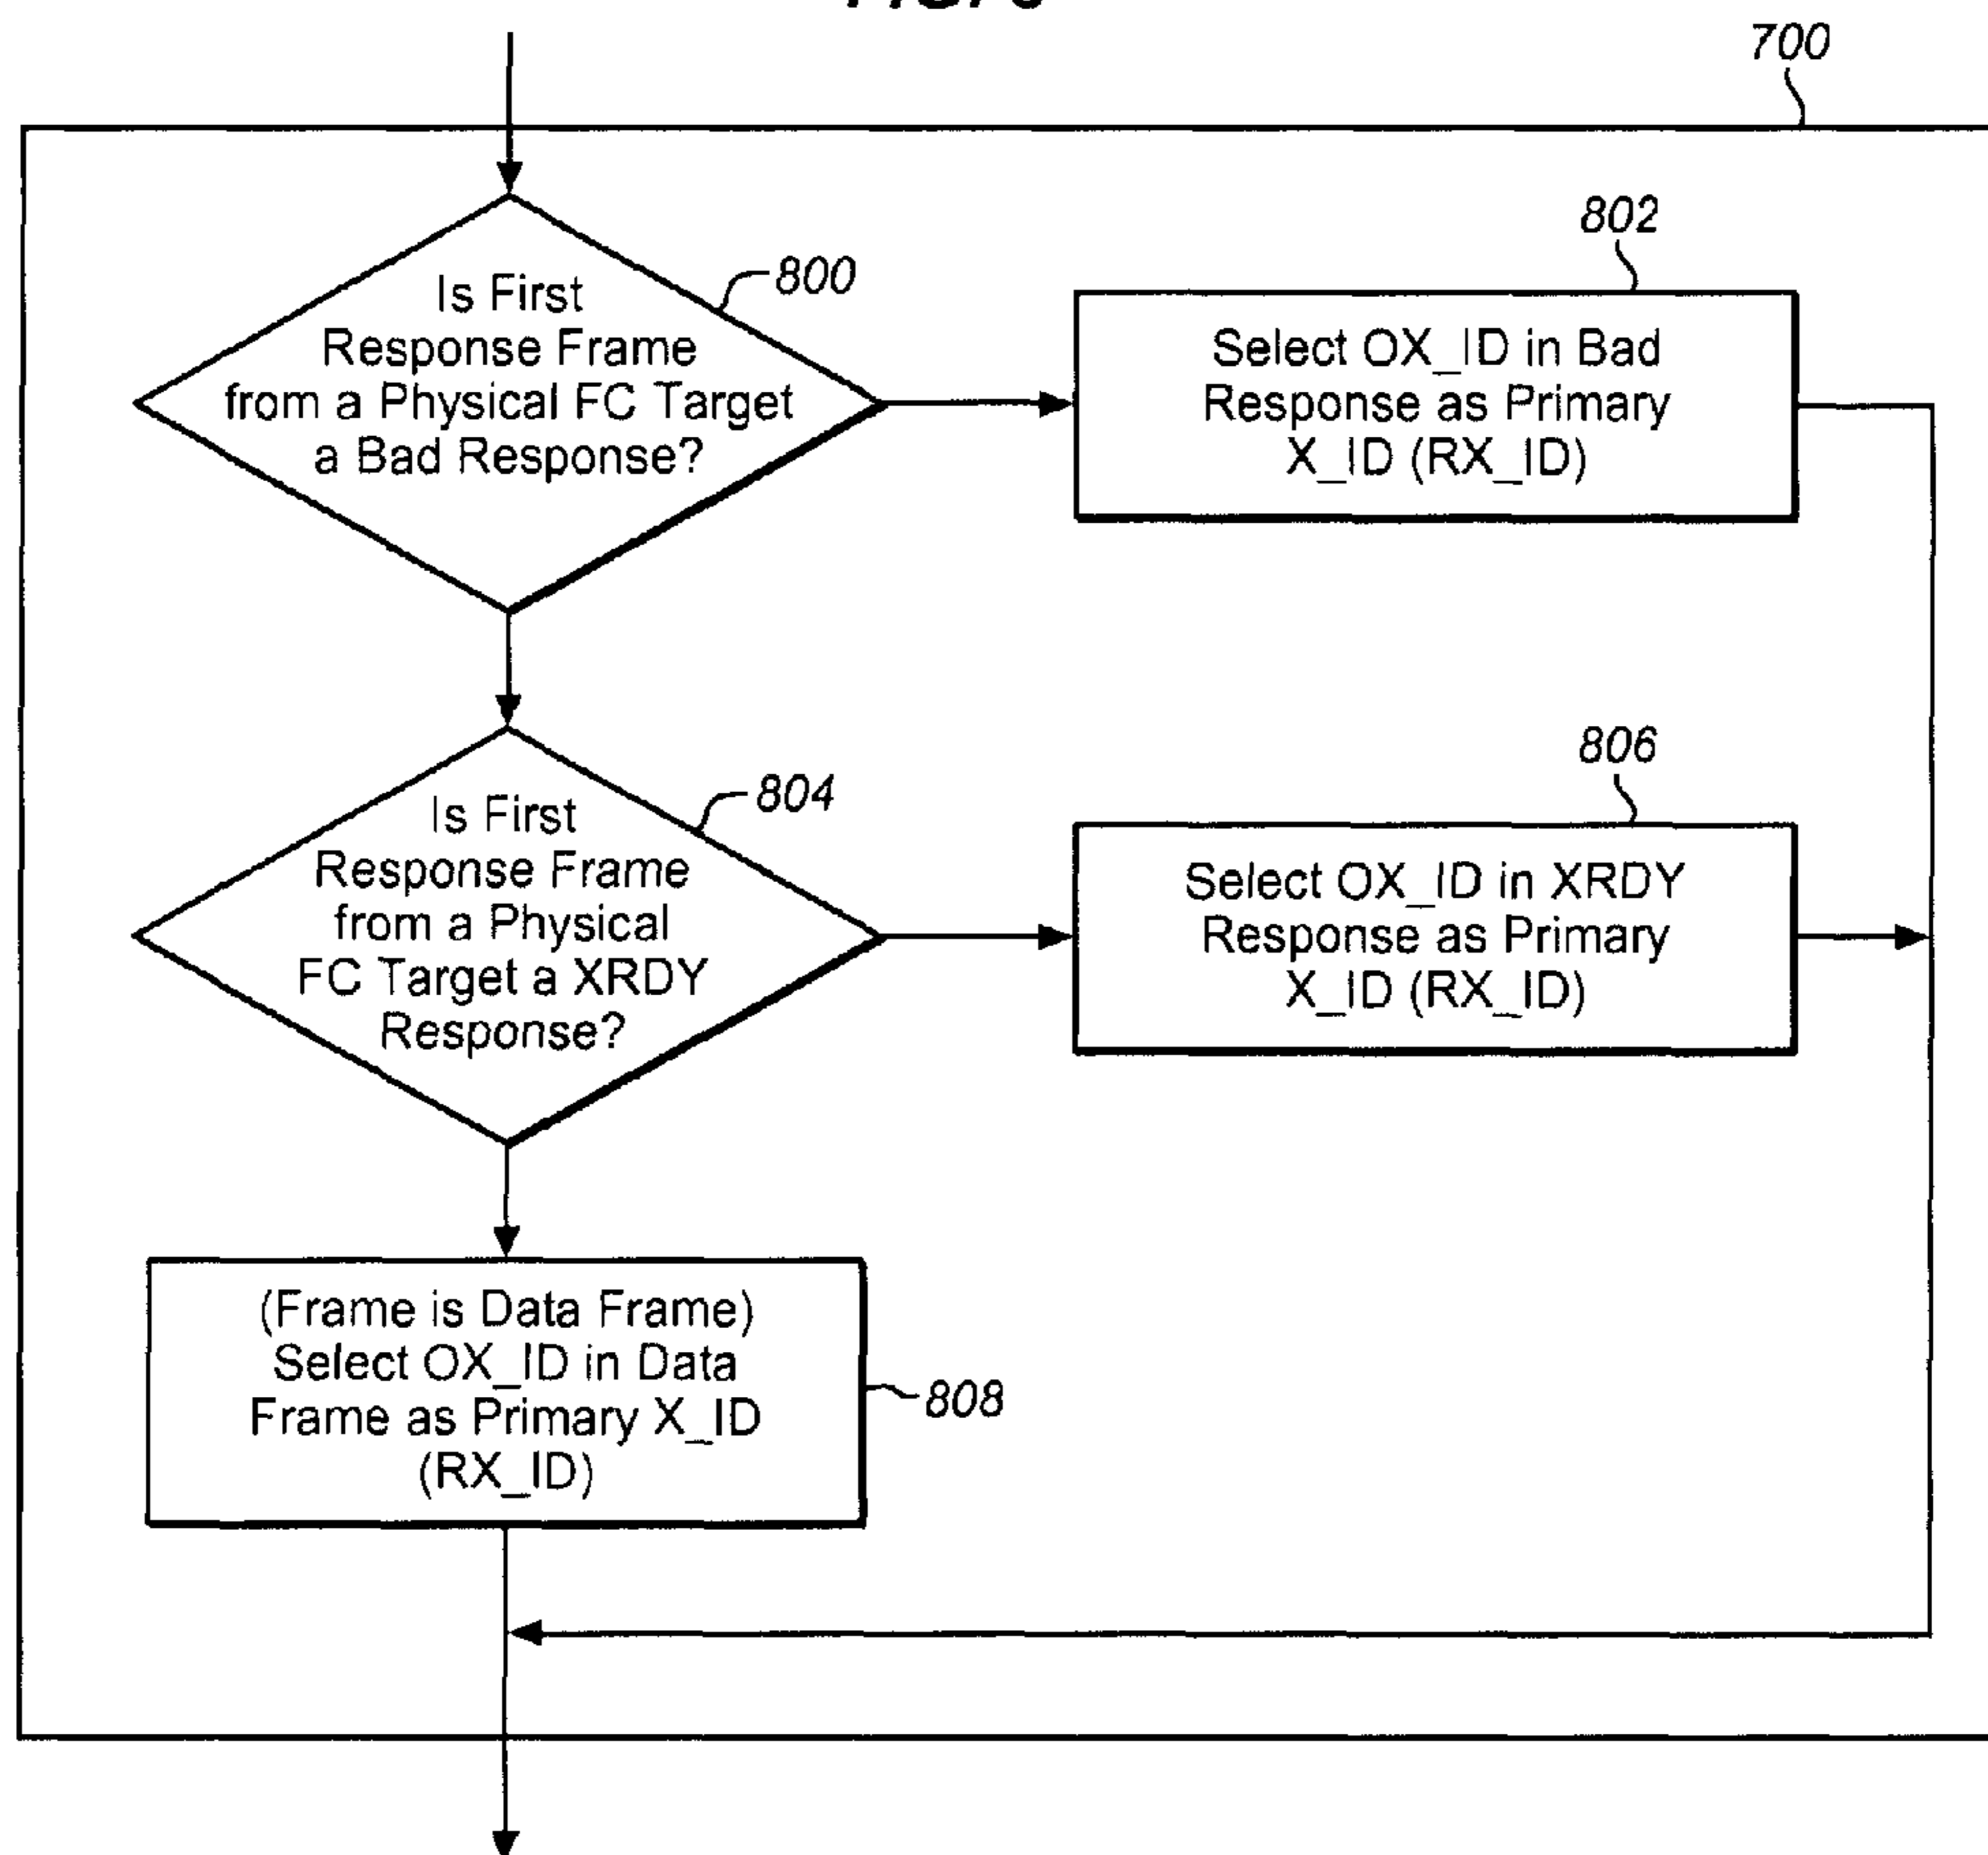 700
800
Is First
Response Frame
from a Physical FC Target
a Bad Response?
802
Select OX_ID in Bad
Response as Primary
X_ID (RX_ID)
804
Is First
Response Frame
from a Physical
FC Target a XRDY
Response?
806
Select OX_ID in XRDY
Response as Primary
X_ID (RX_ID)
(Frame is Data Frame)
Select OX_ID in Data
Frame as Primary X_ID
(RX_ID)
808